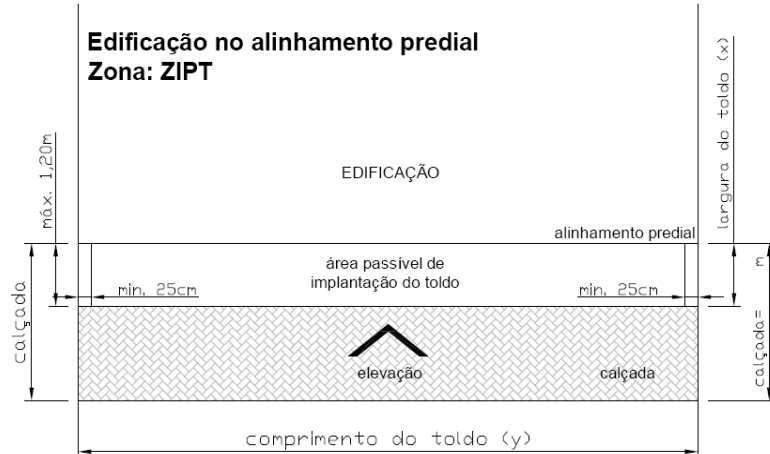 Edificação no alinhamento predial
Zona: ZIPT
largura do toldo (x)
máx. 1,20m
EDIFICAÇÃO
alinhamento predial
área passível de
implantação do toldo
min. 25cm
min. 25cm
calçada
calçada= m
elevação
calçada
comprimento do toldo (y)